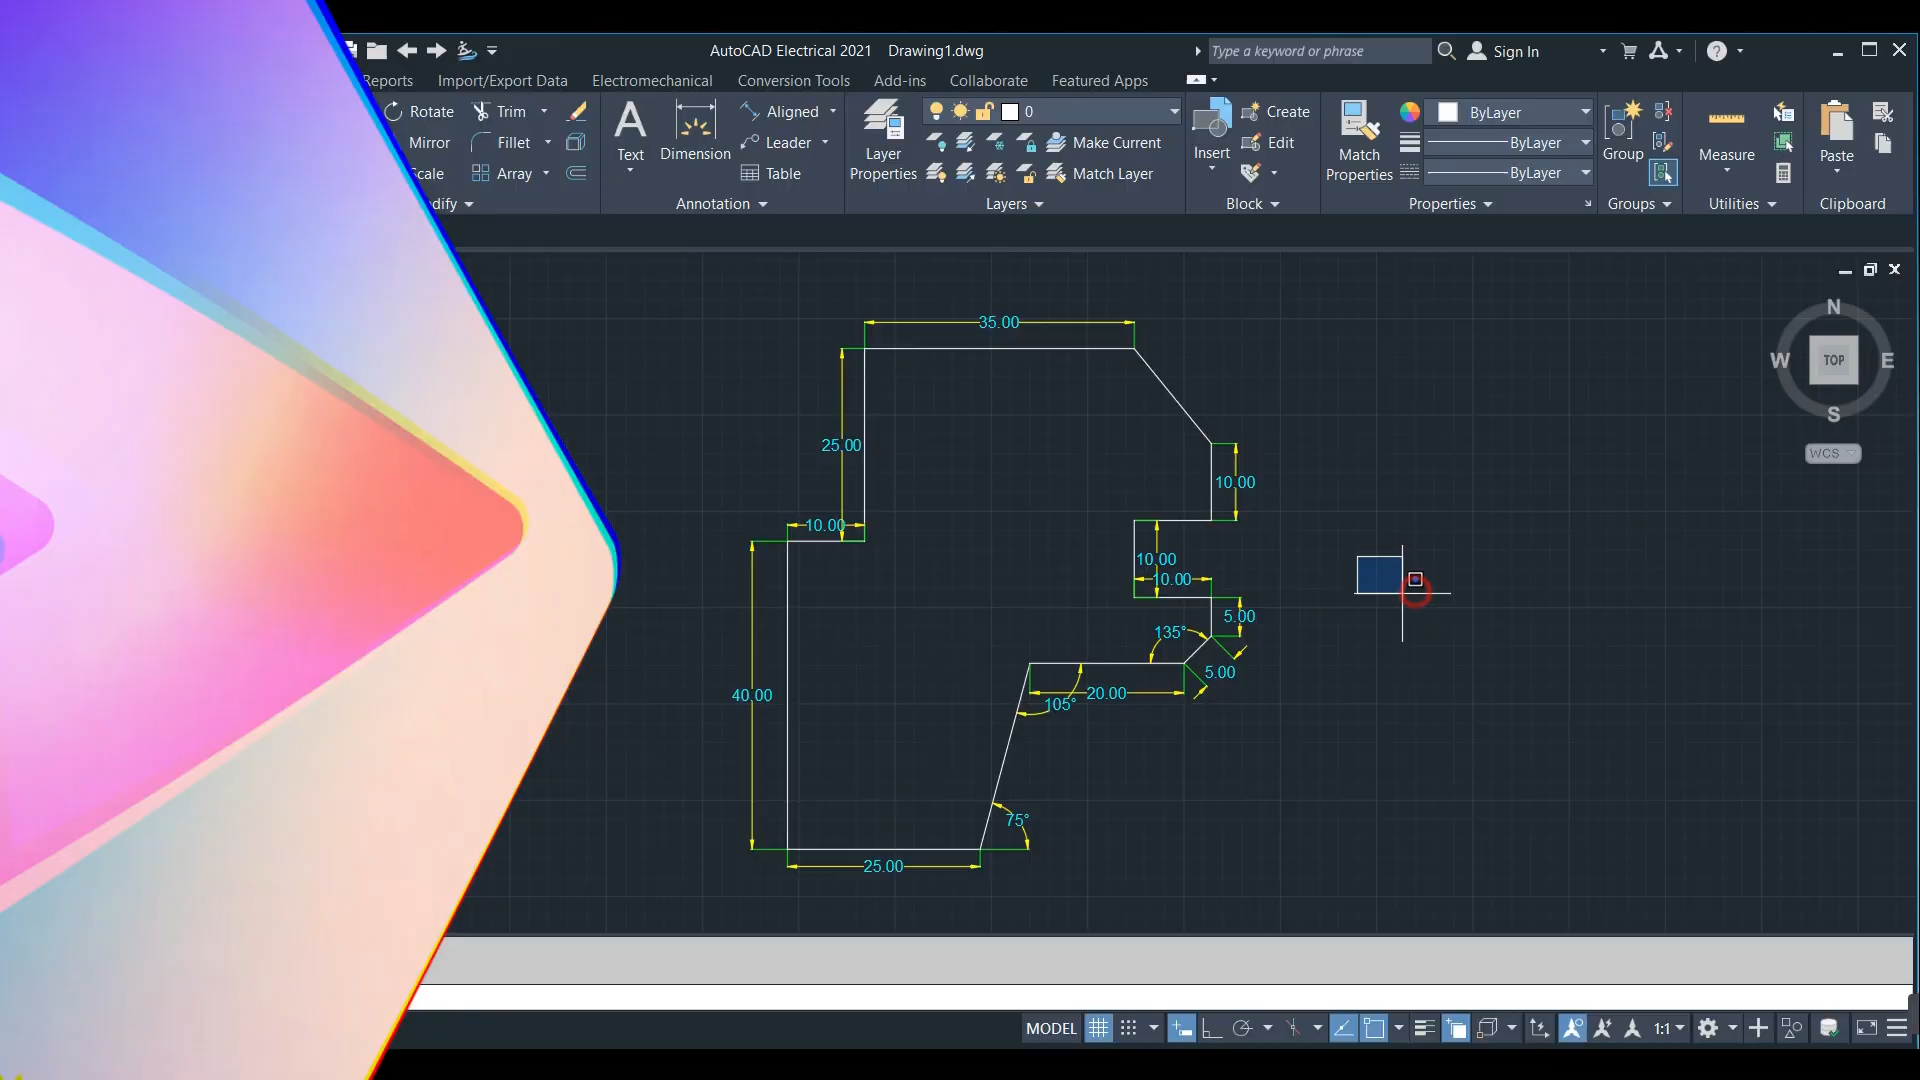 AutoCAD Electrical 2021 Drawing1.dwg
Type a keyword or phrase
Sign In
Reports Import/Export Data Electromechanical Conversion Tools Add-ins Collaborate Featured Apps
Rotate Trim
Mirror Fillet
Array
Text
Dimension
Aligned
Leader
Table
Layer
Properties
0
Make Current
Match Layer
Insert
Create
Edit
Match
Properties
ByLayer
ByLayer
ByLayer
Group
Measure
Paste
Annotation
Layers
Block
Properties
Groups
Utilities
Clipboard
N
W TOP E
S
WCS
35.00
25.00
10.00
10.00
10.00
10.00
5.00
135°
5.00
40.00
20.00
105°
75°
25.00
MODEL
1:1